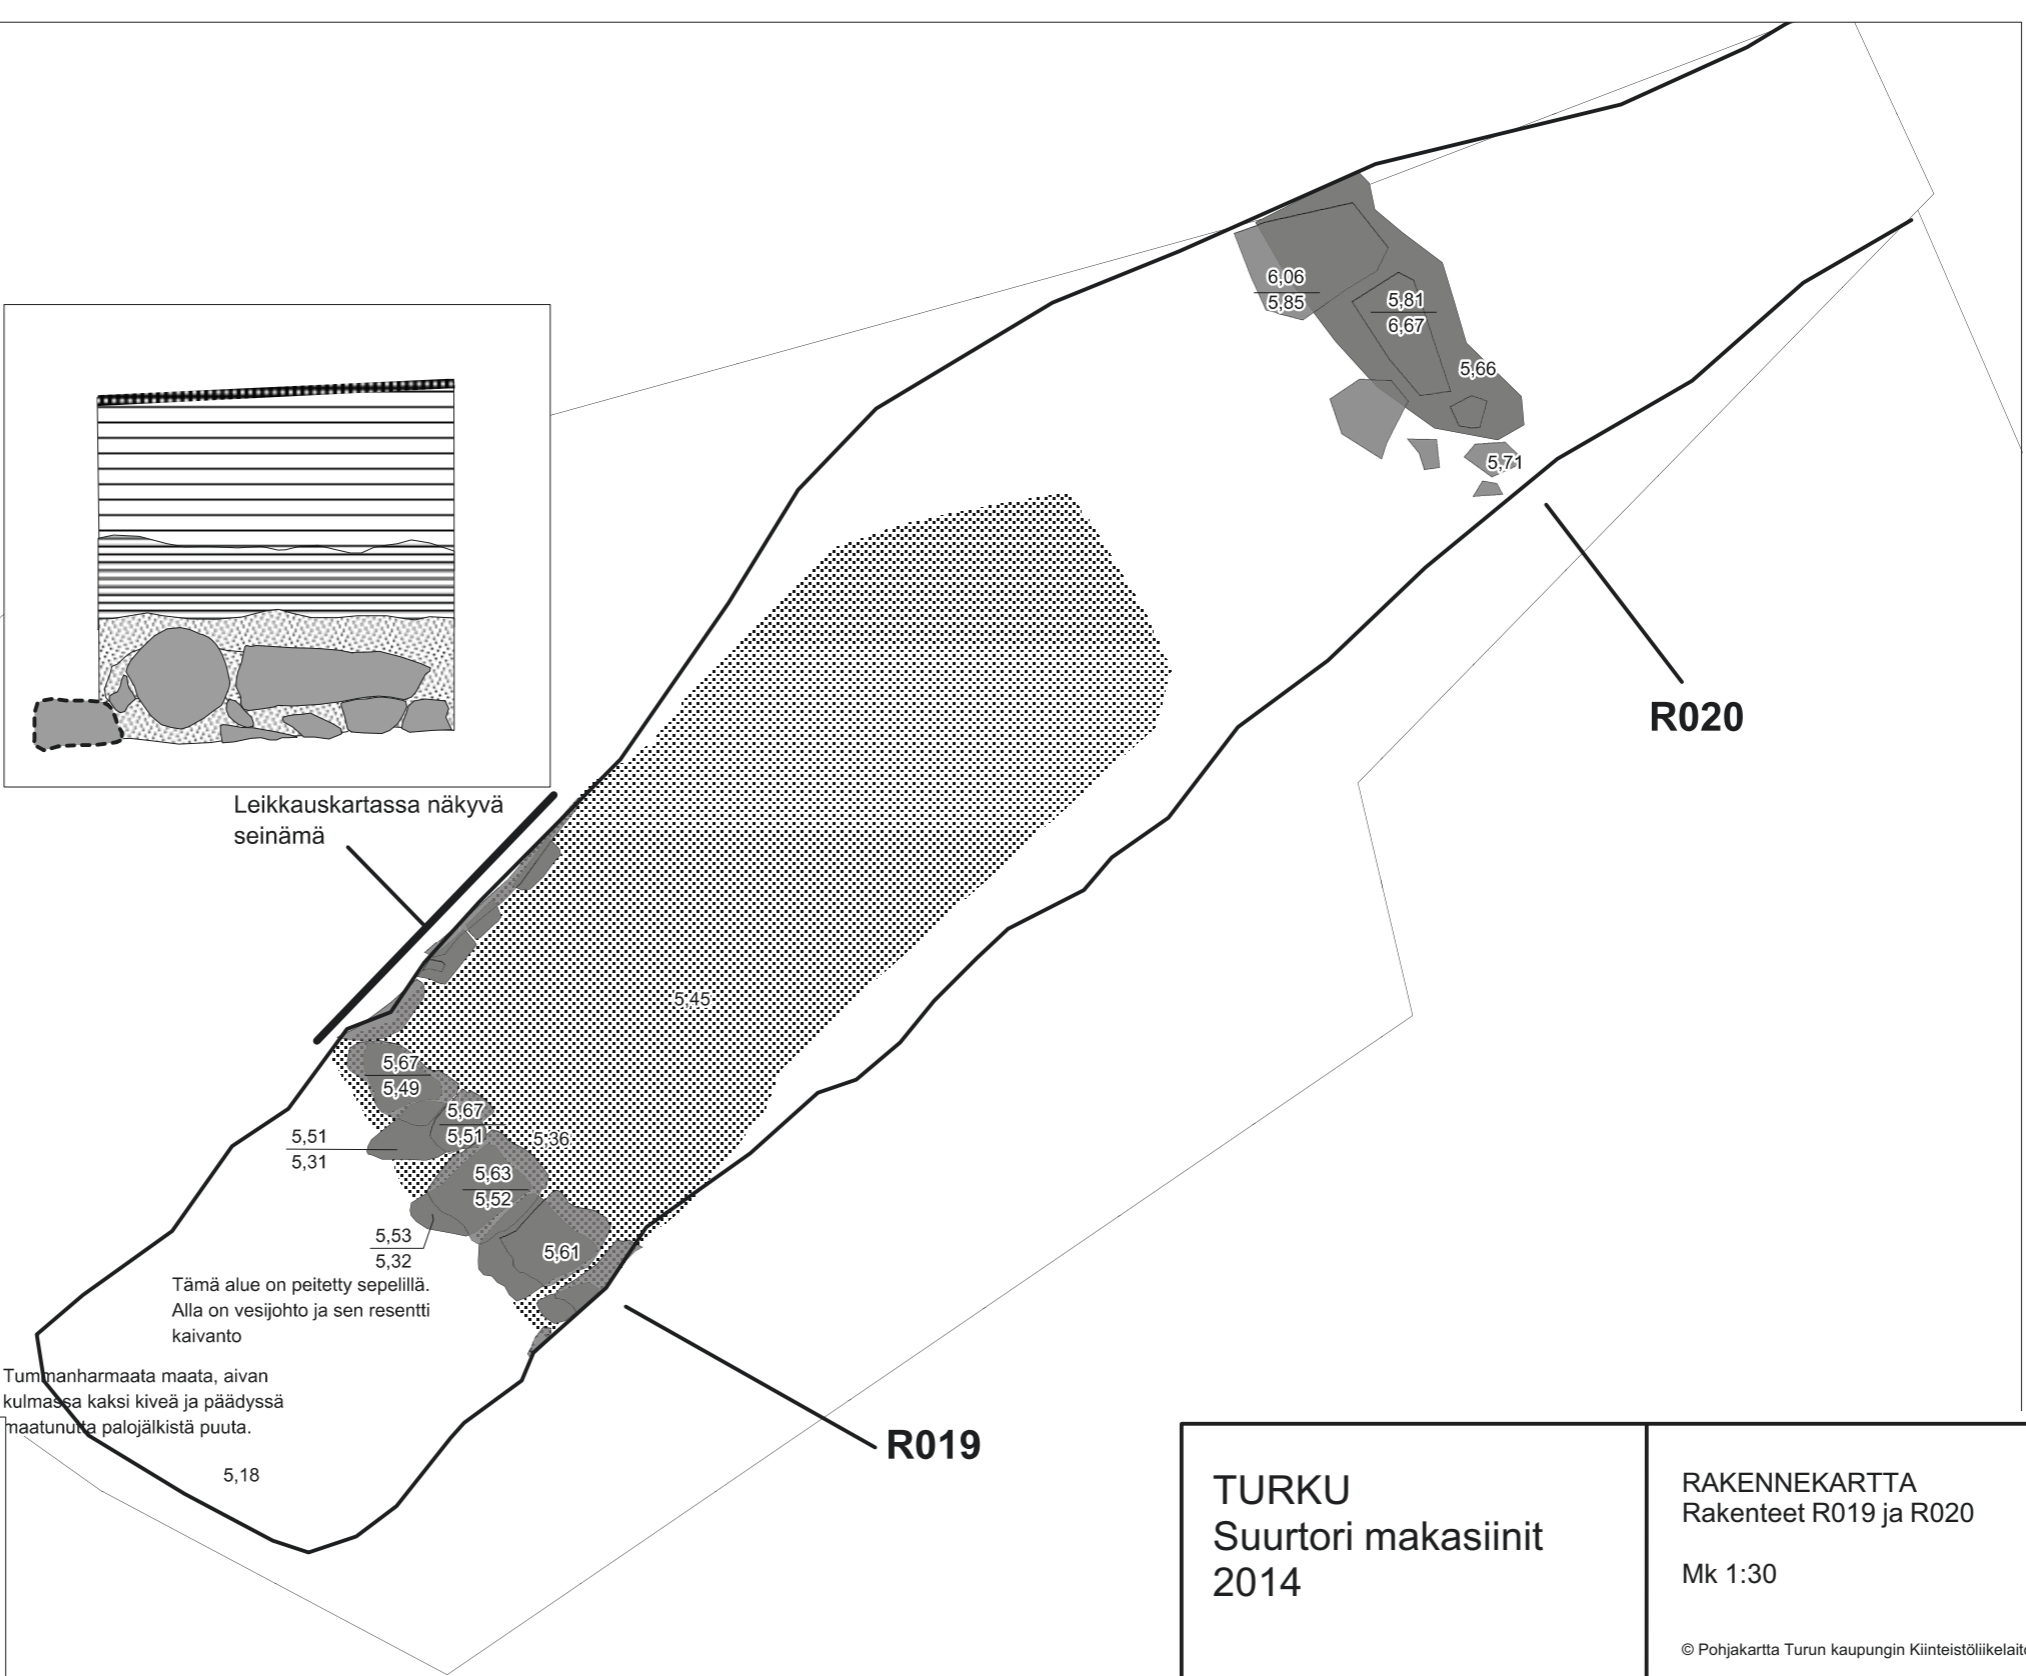 6,06
5,85
5,81
6,67
5,66
5,71
R020
Leikkauskartassa näkyvä
seinämä
5,45
5,67
5,49
5,67
5,51
5,36
5,51
5,31
5,63
5,52
5,53
5,32
5,61
Tämä alue on peitetty sepelillä.
Alla on vesijohto ja sen resentti
kaivanto
Tummanharmaata maata, aivan
kulmassa kaksi kiveä ja päädyssä
maatunutta palojälkistä puuta.
5,18
R019
TURKU
Suurtori makasiinit
2014
RAKENNEKARTTA
Rakenteet R019 ja R020
Mk 1:30
© Pohjakartta Turun kaupungin Kiinteistöliikelaito